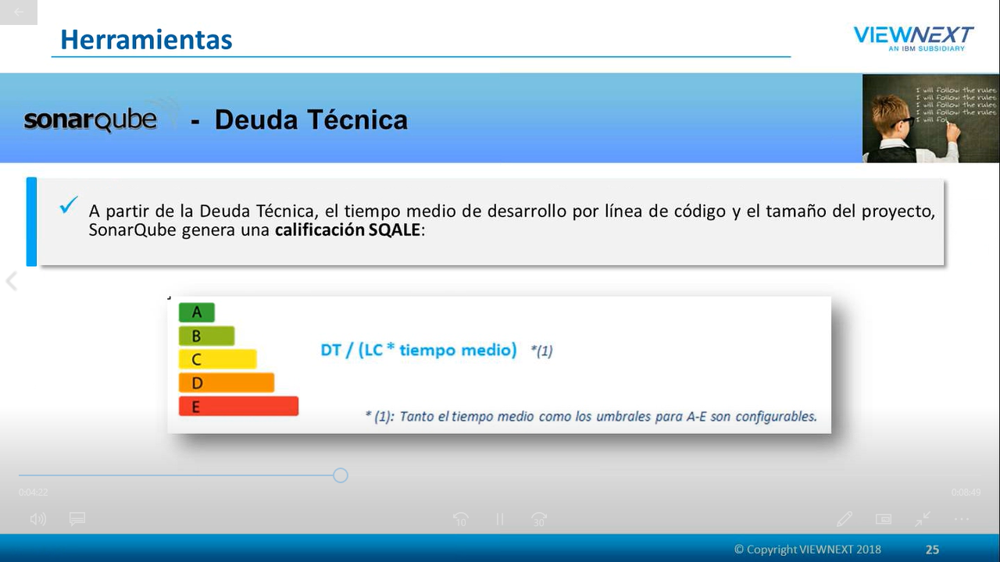 Herramientas
VIEWNEXT
AN IBM SUBSIDIARY
sonarqube - Deuda Técnica
I will follow the rules
I will follow the rules
I will follow the rules
I will follow the rules
I will fol
A partir de la Deuda Técnica, el tiempo medio de desarrollo por línea de código y el tamaño del proyecto,
SonarQube genera una calificación SQALE:
A
B
C
D
E
DT / (LC * tiempo medio) *(1)
* (1): Tanto el tiempo medio como los umbrales para A-E son configurables.
0:04:22
0:08:49
10
30
© Copyright VIEWNEXT 2018
25